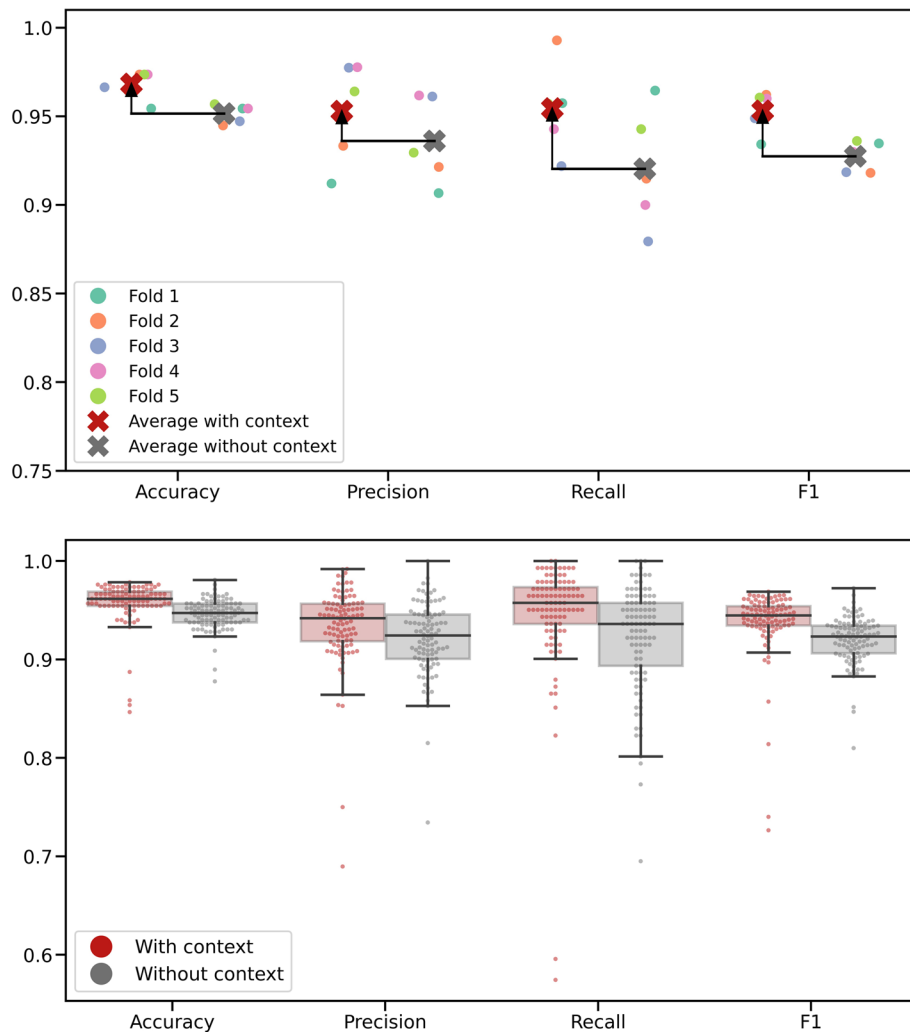 1.0
0.95
0.9
0.85
0.8
0.75
Fold 1
Fold 2
Fold 3
Fold 4
Fold 5
Average with context
Average without context
Accuracy Precision Recall F1
1.0
0.9
0.8
0.7
0.6
With context
Without context
Accuracy Precision Recall F1